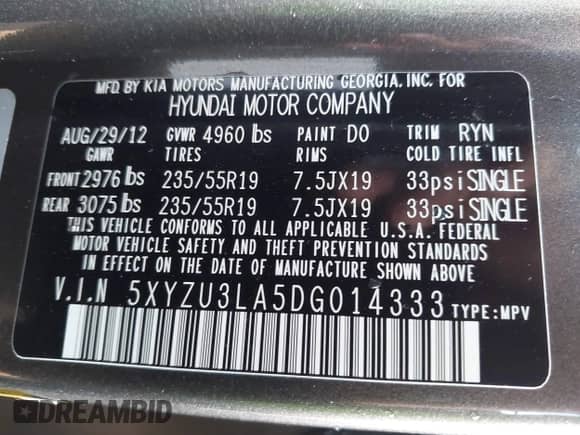 MFD. BY KIA MOTORS MANUFACTURING GEORGIA, INC. FOR
HYUNDAI MOTOR COMPANY
AUG/29/12 GVWR 4960 lbs PAINT D0 TRIM RYN
GAWR TIRES RIMS COLD TIRE INFL
FRONT 2976 lbs 235/55R19 7.5JX19 33psi SINGLE
REAR 3075 lbs 235/55R19 7.5JX19 33psi SINGLE
THIS VEHICLE CONFORMS TO ALL APPLICABLE U.S.A. FEDERAL
MOTOR VEHICLE SAFETY AND THEFT PREVENTION STANDARDS
IN EFFECT ON THE DATE OF MANUFACTURE SHOWN ABOVE.
V.I.N 5XYZU3LA5DG014333 TYPE:MPV
DREAMBID